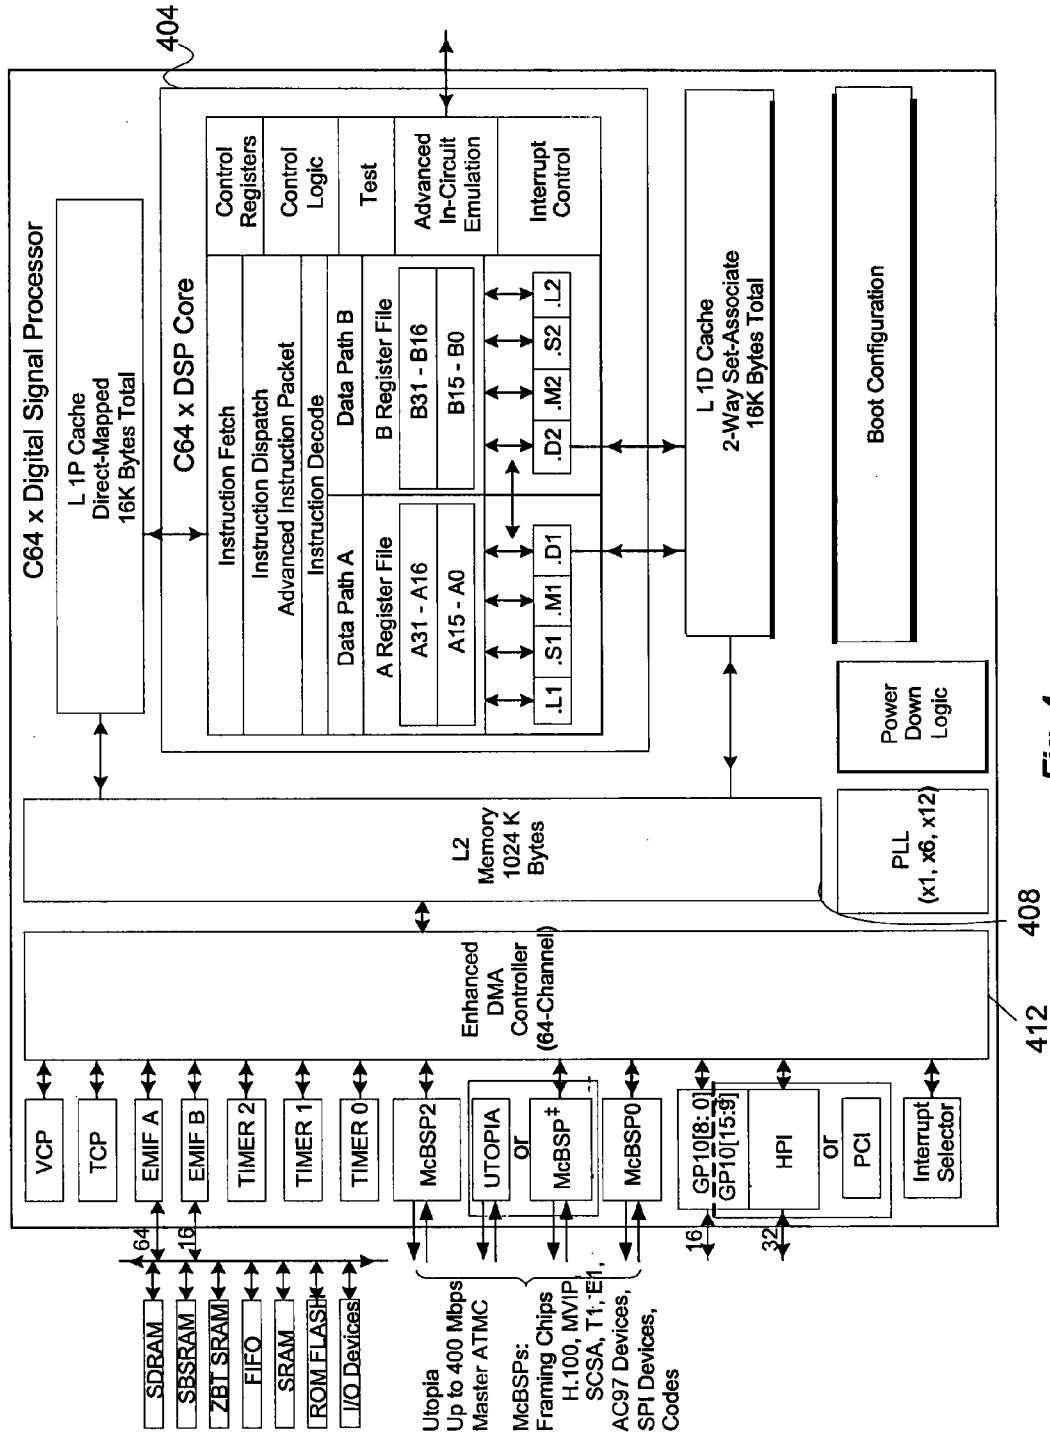 VCP
TCP
EMIF A
EMIF B
TIMER 2
TIMER 1
TIMER 0
McBSP2
UTOPIA
or
McBSP‡
McBSP0
GP10[8: 0]
GP10[15:9]
HPI
or
PCI
Interrupt
Selector
64
16
16
32
SDRAM
SBSRAM
ZBT SRAM
FIFO
SRAM
ROM FLASH
I/O Devices
Utopia
Up to 400 Mbps
Master ATMC
McBSPs:
Framing Chips
H.100, MVIP
SCSA, T1, E1,
AC97 Devices,
SPI Devices,
Codes
Enhanced
DMA
Controller
(64-Channel)
412
L2
Memory
1024 K
Bytes
408
PLL
(x1, x6, x12)
Power
Down
Logic
C64 x Digital Signal Processor
L 1P Cache
Direct-Mapped
16K Bytes Total
404
C64 x DSP Core
Instruction Fetch
Instruction Dispatch
Advanced Instruction Packet
Instruction Decode
Data Path A
Data Path B
A Register File
B Register File
A31 - A16
A15 - A0
B31 - B16
B15 - B0
.L1
.S1
.M1
.D1
.D2
.M2
.S2
.L2
Control
Registers
Control
Logic
Test
Advanced
In-Circuit
Emulation
Interrupt
Control
L 1D Cache
2-Way Set-Associate
16K Bytes Total
Boot Configuration